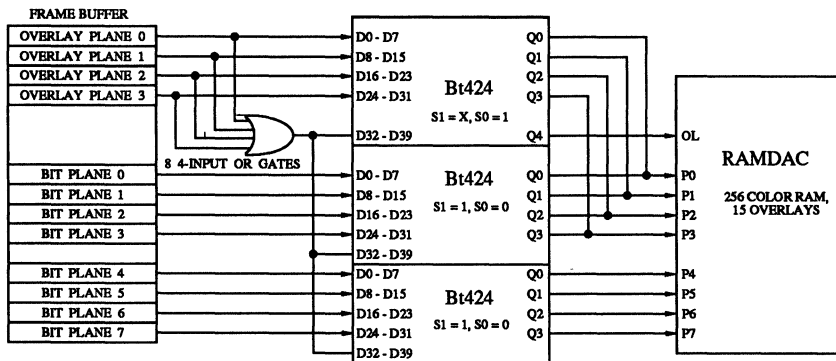 FRAME BUFFER
OVERLAY PLANE 0
OVERLAY PLANE 1
OVERLAY PLANE 2
OVERLAY PLANE 3
8 4-INPUT OR GATES
BIT PLANE 0
BIT PLANE 1
BIT PLANE 2
BIT PLANE 3
BIT PLANE 4
BIT PLANE 5
BIT PLANE 6
BIT PLANE 7
D0 - D7
D8 - D15
D16 - D23
D24 - D31
D32 - D39
Bt424
S1 = X, S0 = 1
Q0
Q1
Q2
Q3
Q4
D0 - D7
D8 - D15
D16 - D23
D24 - D31
D32 - D39
Bt424
S1 = 1, S0 = 0
Q0
Q1
Q2
Q3
D0 - D7
D8 - D15
D16 - D23
D24 - D31
D32 - D39
Bt424
S1 = 1, S0 = 0
Q0
Q1
Q2
Q3
OL
P0
P1
P2
P3
P4
P5
P6
P7
RAMDAC
256 COLOR RAM,
15 OVERLAYS